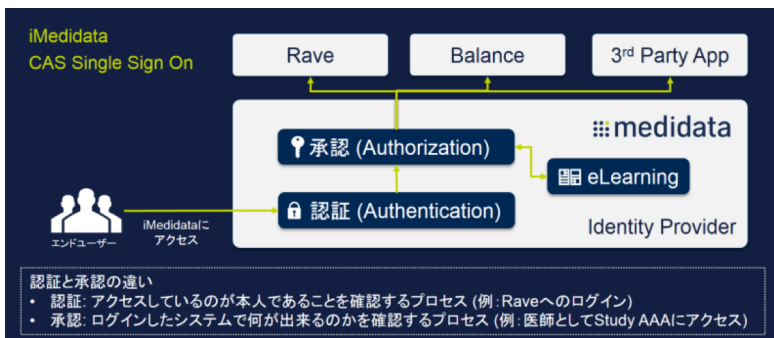 iMedidata
CAS Single Sign On
Rave
Balance
3rd Party App
medidata
承認 (Authorization)
eLearning
認証 (Authentication)
Identity Provider
エンドユーザー
iMedidataに
アクセス
認証と承認の違い
• 認証: アクセスしているのが本人であることを確認するプロセス (例:Raveへのログイン)
• 承認: ログインしたシステムで何が出来るのかを確認するプロセス (例:医師としてStudy AAAにアクセス)